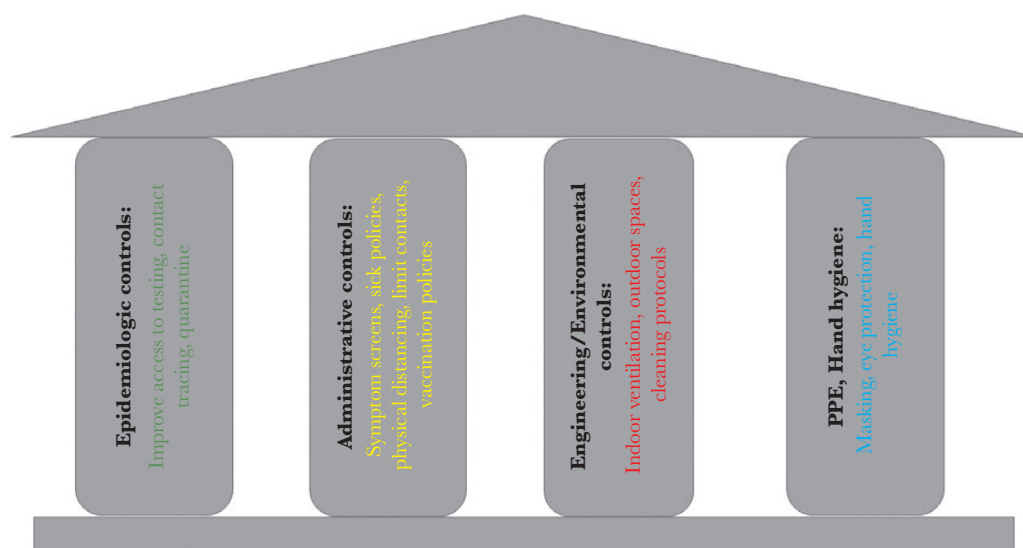 Epidemiologic controls:
Improve access to testing, contact
tracing, quarantine
Administrative controls:
Symptom screens, sick policies,
physical distancing, limit contacts,
vaccination policies
Engineering/Environmental
controls:
Indoor ventilation, outdoor spaces,
cleaning protocols
PPE, Hand hygiene:
Masking, eye protection, hand
hygiene